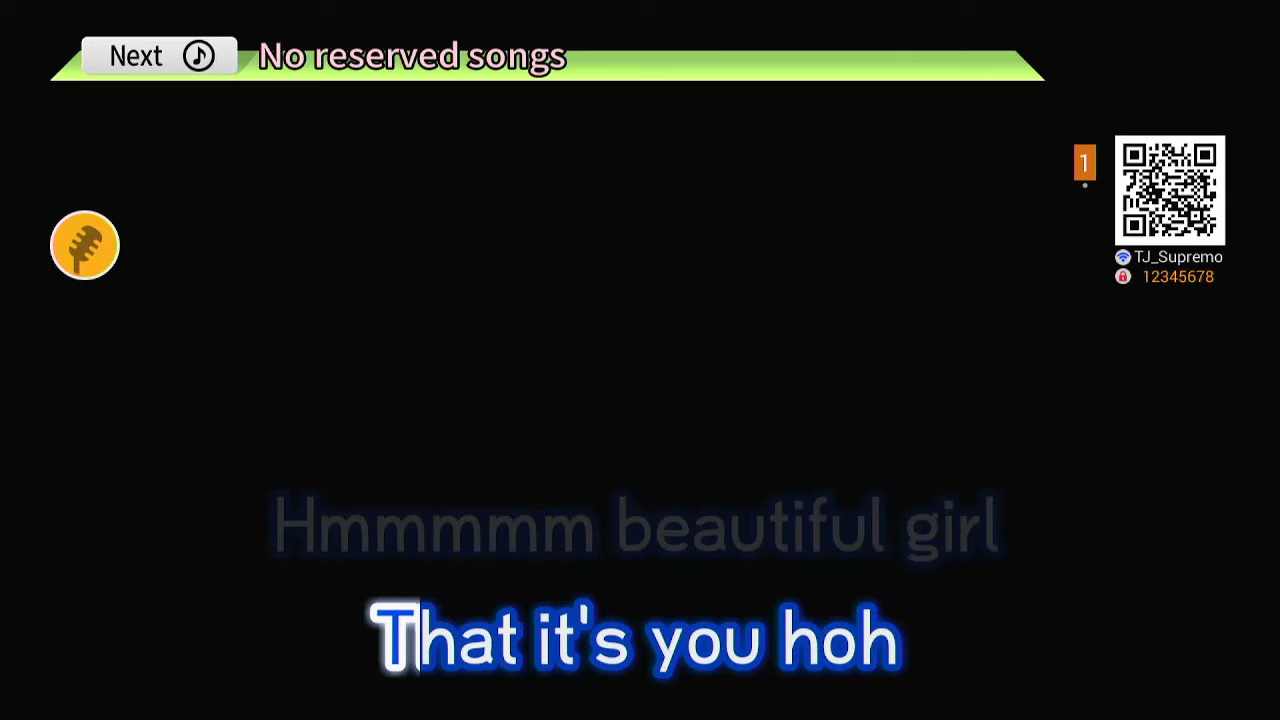 Next No reserved songs
1
TJ_Supremo
12345678
Hmmmmm beautiful girl
That it's you hoh